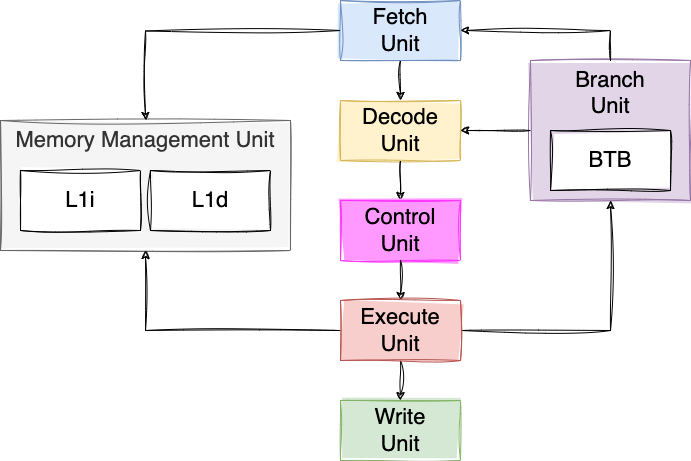 Fetch
Unit
Branch
Unit
Decode
Unit
Memory Management Unit
BTB
L1i
L1d
Control
Unit
Execute
Unit
Write
Unit